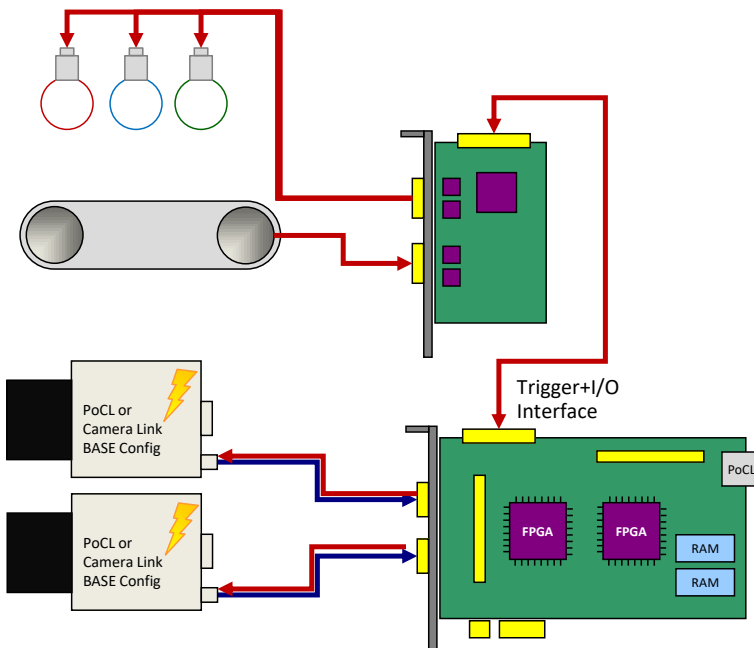 Trigger+I/O
Interface
PoCL or
Camera Link
BASE Config
PoCL
FPGA
FPGA
RAM
RAM
PoCL or
Camera Link
BASE Config